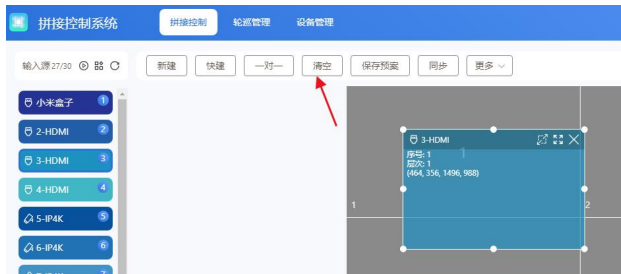 拼接控制系统
拼接控制 轮巡管理 设备管理
输入源 27/30
新建 快建 一对一 清空 保存预案 同步 更多
小米盒子 1
2-HDMI 2
3-HDMI 3
4-HDMI 4
5-IP4K 5
6-IP4K 6
3-HDMI
序号: 1
层次: 1
(464, 356, 1496, 988)
1
1
2